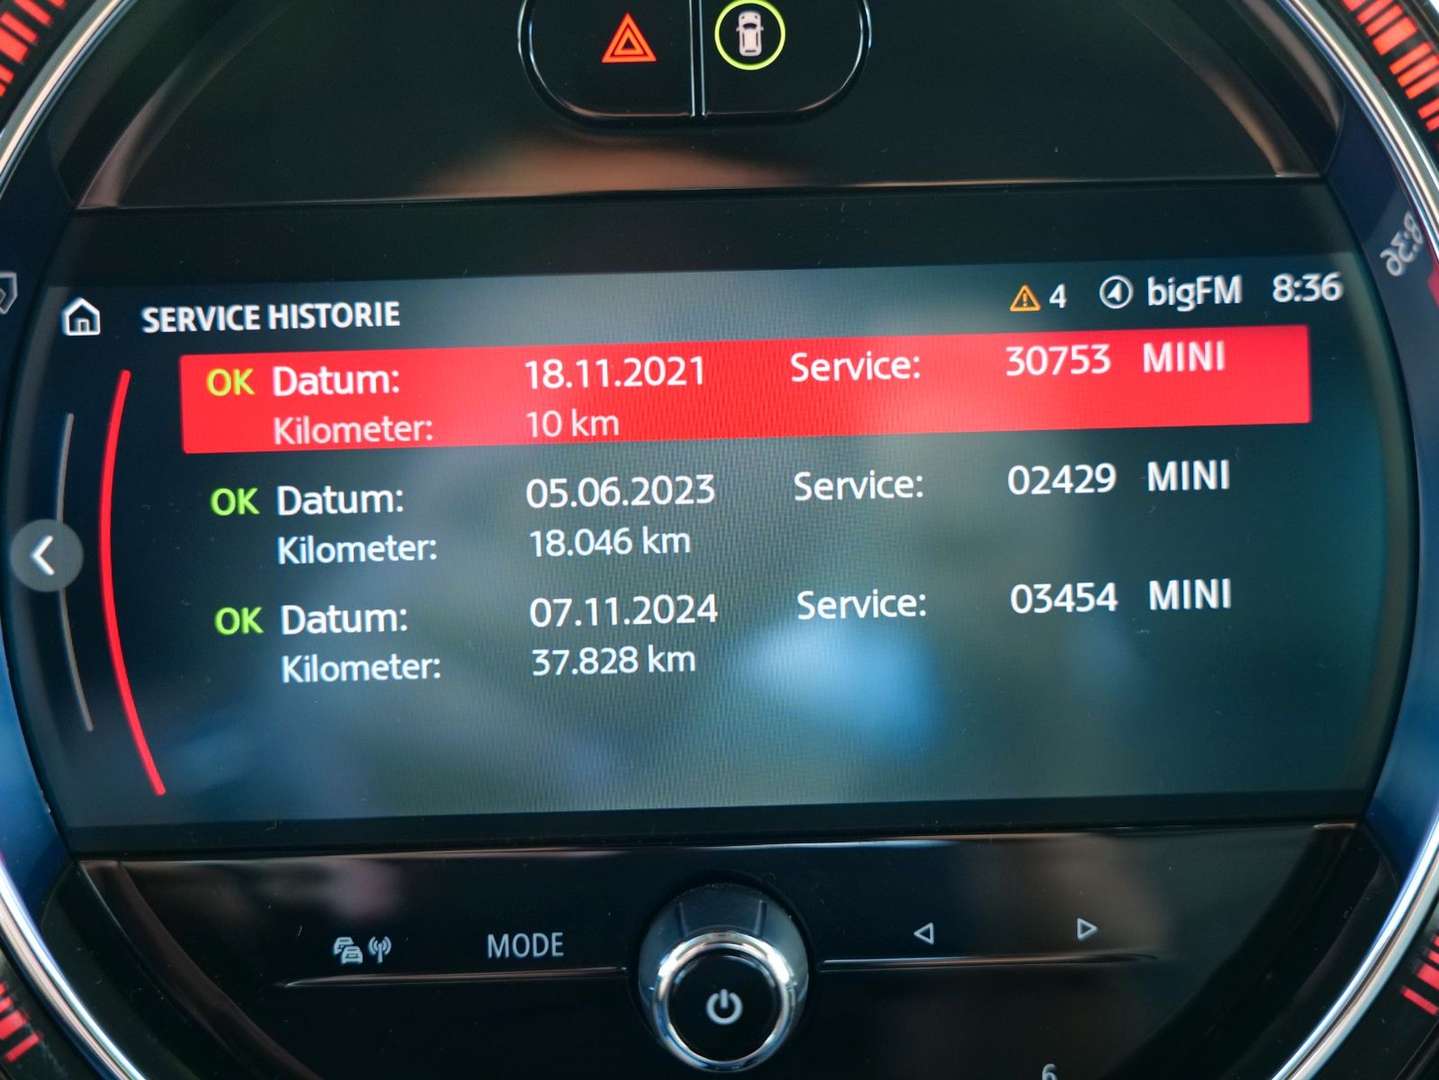 SERVICE HISTORIE 4 bigFM 8:36
OK Datum: 18.11.2021 Service: 30753 MINI
Kilometer: 10 km
OK Datum: 05.06.2023 Service: 02429 MINI
Kilometer: 18.046 km
OK Datum: 07.11.2024 Service: 03454 MINI
Kilometer: 37.828 km
MODE
6